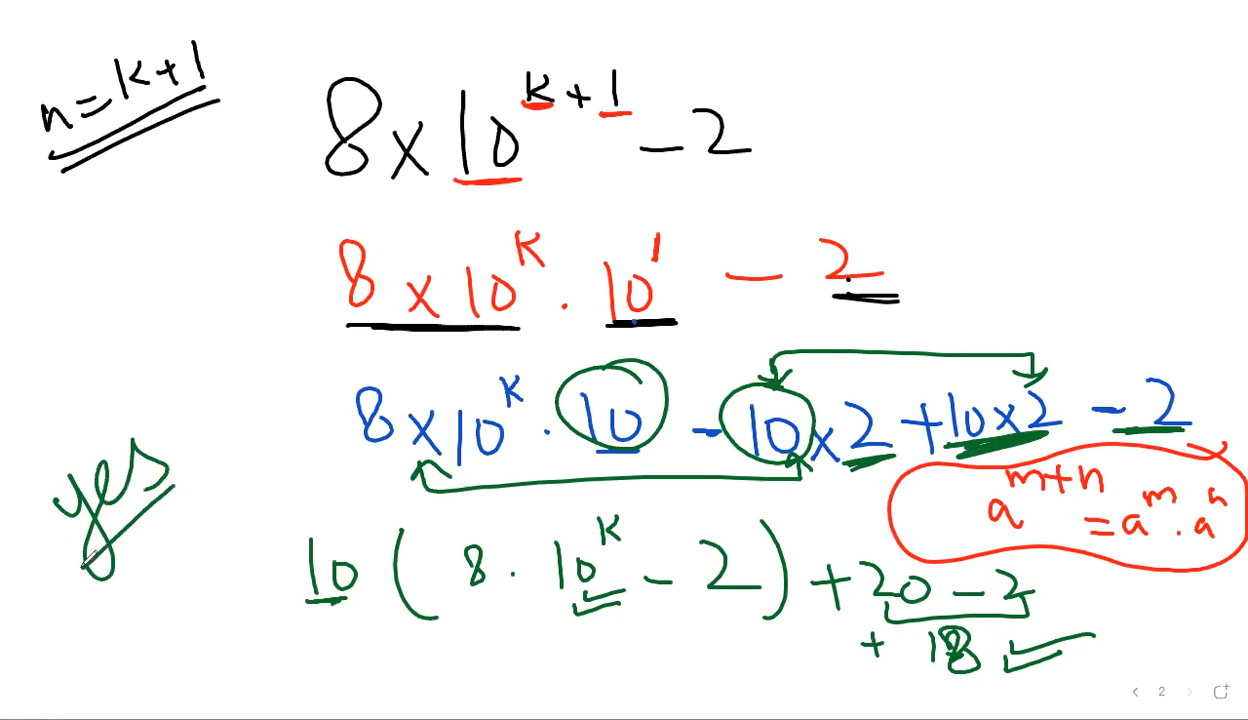 n = k+1
8 x 10^{k+1} - 2
8 x 10^k . 10^1 - 2
8 x 10^k . 10 - 10 x 2 + 10 x 2 - 2
a^{m+n} = a^m . a^n
yes
10 ( 8 . 10^k - 2 ) + 20 - 2
+ 18
2